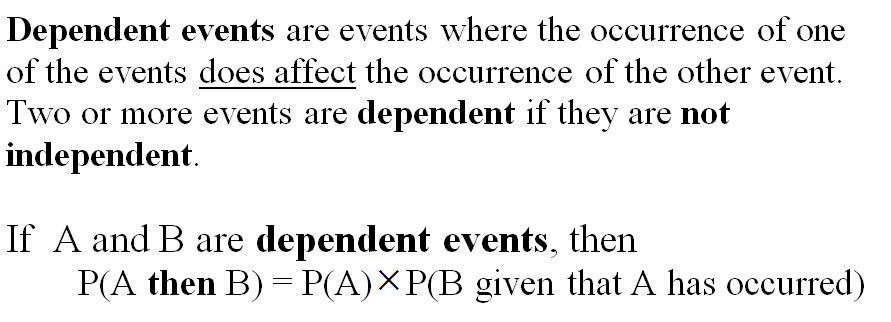 Dependent events are events where the occurrence of one
of the events does affect the occurrence of the other event.
Two or more events are dependent if they are not
independent.
If A and B are dependent events, then
P(A then B) = P(A)×P(B given that A has occurred)